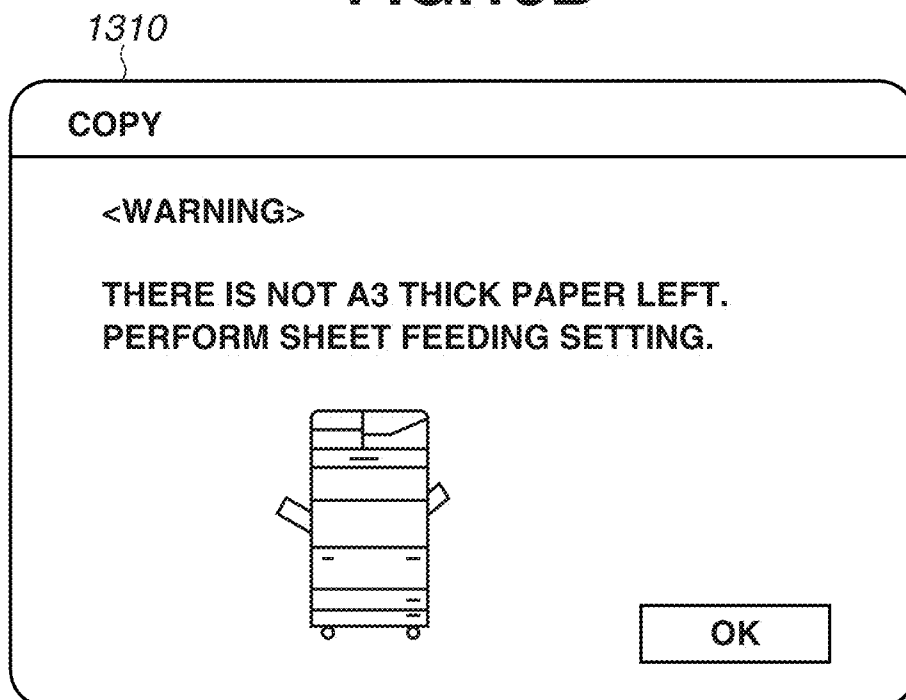 1310
COPY
<WARNING>
THERE IS NOT A3 THICK PAPER LEFT.
PERFORM SHEET FEEDING SETTING.
OK